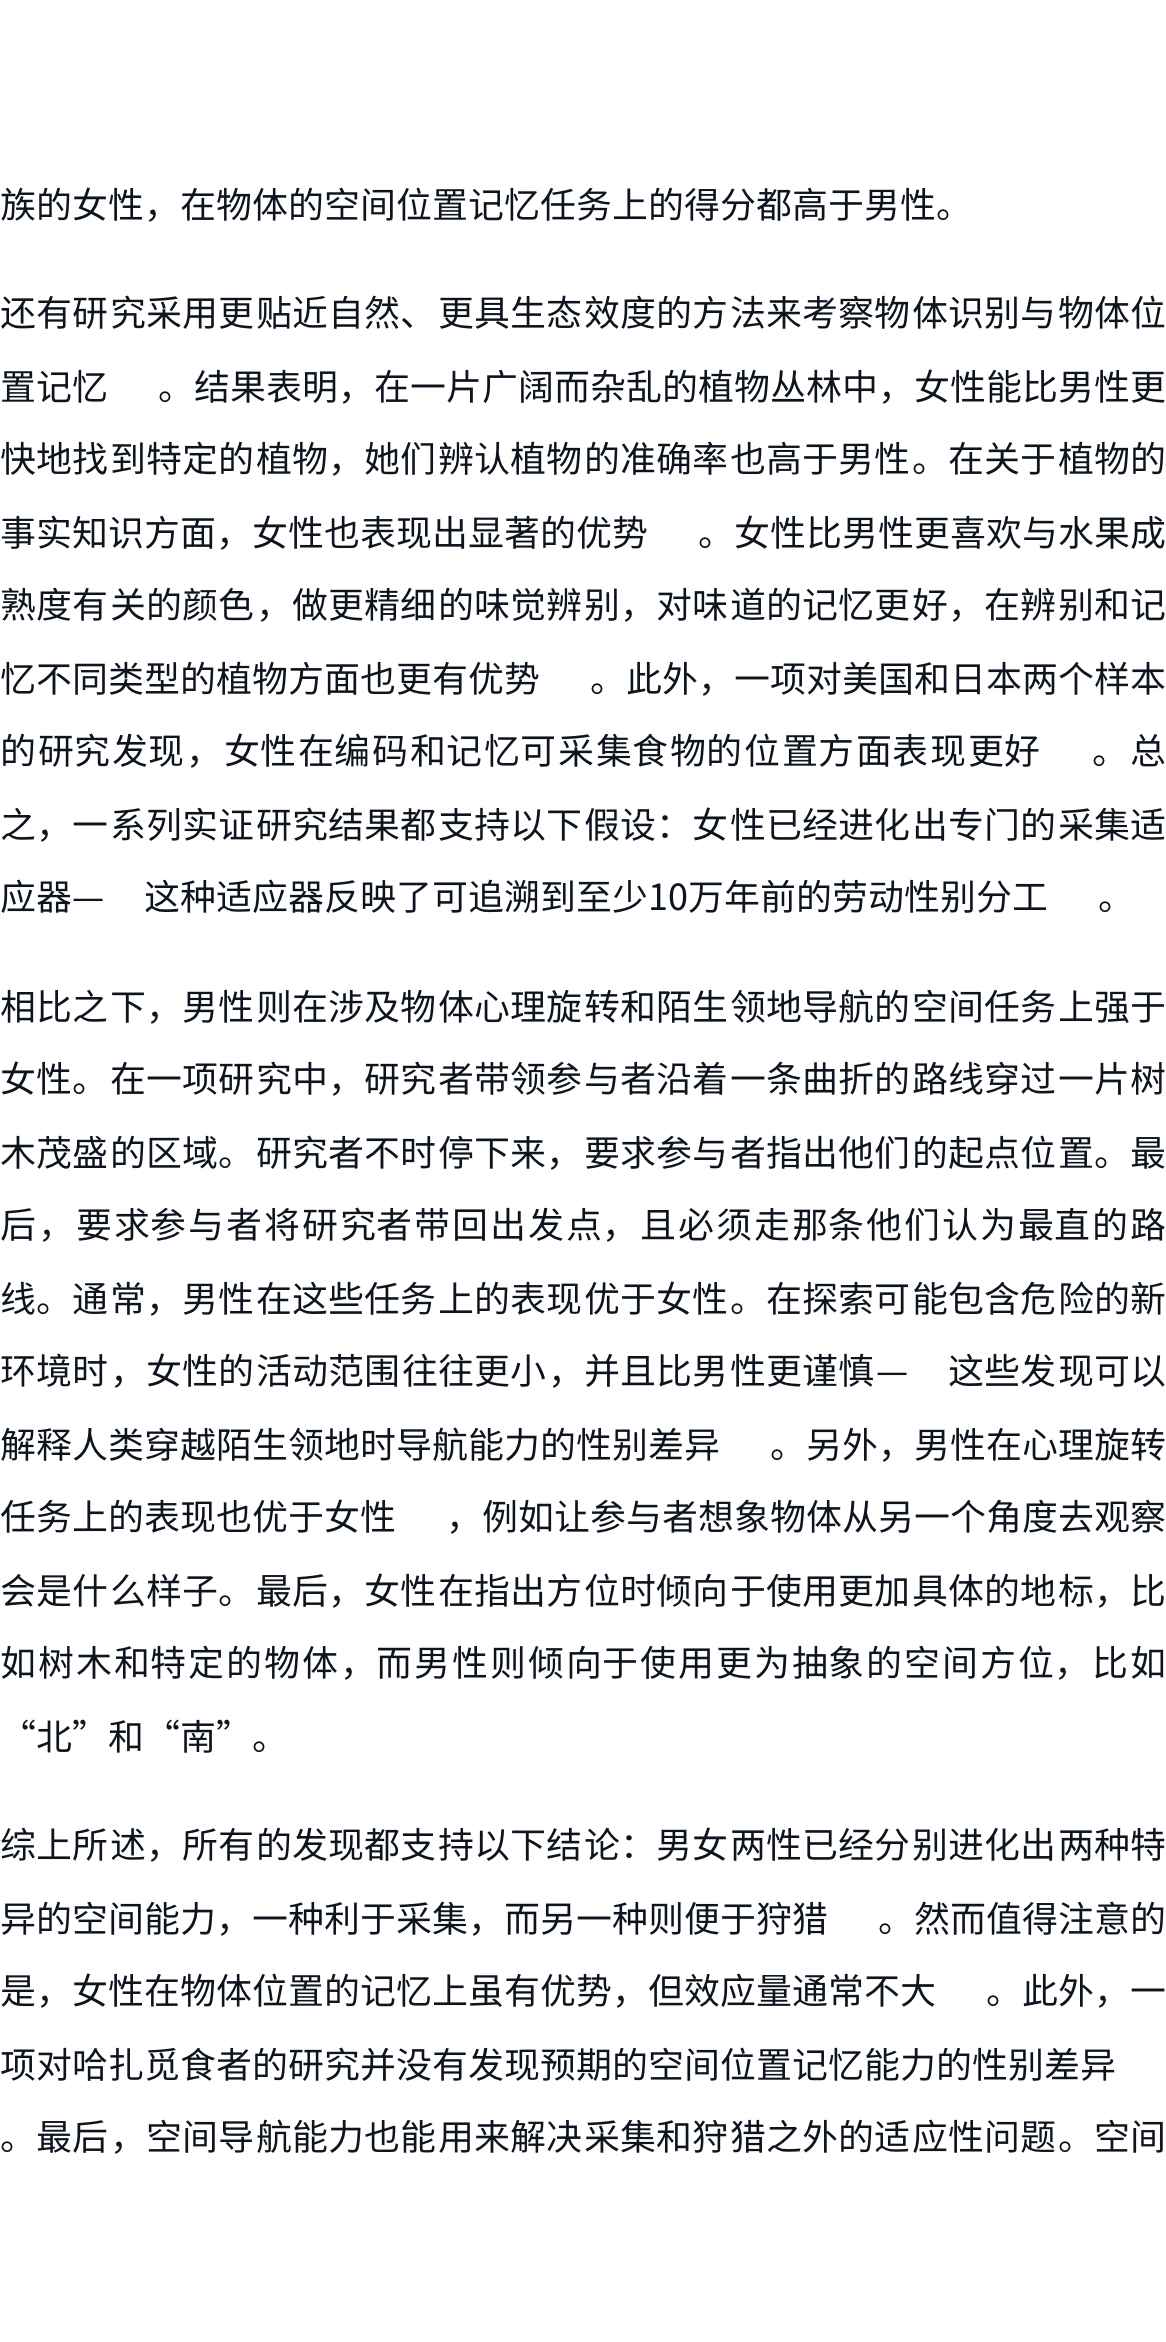 族的女性，在物体的空间位置记忆任务上的得分都高于男性。
还有研究采用更贴近自然、更具生态效度的方法来考察物体识别与物体位
置记忆　。结果表明，在一片广阔而杂乱的植物丛林中，女性能比男性更
快地找到特定的植物，她们辨认植物的准确率也高于男性。在关于植物的
事实知识方面，女性也表现出显著的优势　。女性比男性更喜欢与水果成
熟度有关的颜色，做更精细的味觉辨别，对味道的记忆更好，在辨别和记
忆不同类型的植物方面也更有优势　。此外，一项对美国和日本两个样本
的研究发现，女性在编码和记忆可采集食物的位置方面表现更好　。总
之，一系列实证研究结果都支持以下假设：女性已经进化出专门的采集适
应器—　这种适应器反映了可追溯到至少10万年前的劳动性别分工　。
相比之下，男性则在涉及物体心理旋转和陌生领地导航的空间任务上强于
女性。在一项研究中，研究者带领参与者沿着一条曲折的路线穿过一片树
木茂盛的区域。研究者不时停下来，要求参与者指出他们的起点位置。最
后，要求参与者将研究者带回出发点，且必须走那条他们认为最直的路
线。通常，男性在这些任务上的表现优于女性。在探索可能包含危险的新
环境时，女性的活动范围往往更小，并且比男性更谨慎—　这些发现可以
解释人类穿越陌生领地时导航能力的性别差异　。另外，男性在心理旋转
任务上的表现也优于女性　，例如让参与者想象物体从另一个角度去观察
会是什么样子。最后，女性在指出方位时倾向于使用更加具体的地标，比
如树木和特定的物体，而男性则倾向于使用更为抽象的空间方位，比如
“北”和“南”。
综上所述，所有的发现都支持以下结论：男女两性已经分别进化出两种特
异的空间能力，一种利于采集，而另一种则便于狩猎　。然而值得注意的
是，女性在物体位置的记忆上虽有优势，但效应量通常不大　。此外，一
项对哈扎觅食者的研究并没有发现预期的空间位置记忆能力的性别差异
。最后，空间导航能力也能用来解决采集和狩猎之外的适应性问题。空间